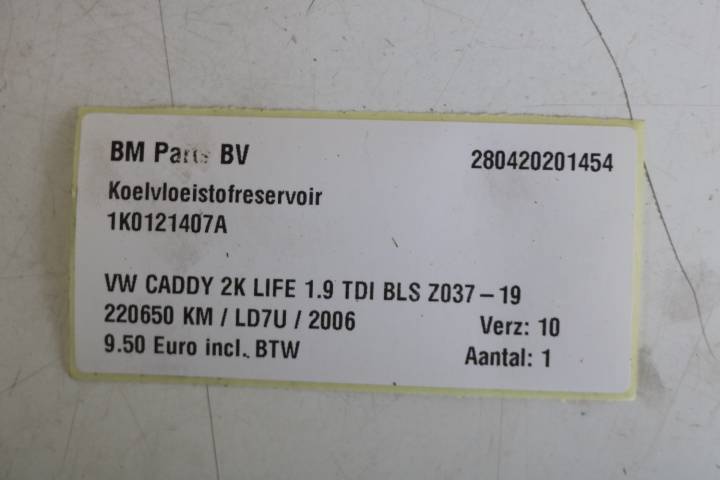 BM Parts BV 280420201454
Koelvloeistofreservoir
1K0121407A
VW CADDY 2K LIFE 1.9 TDI BLS Z037-19
220650 KM / LD7U / 2006 Verz: 10
9.50 Euro incl. BTW Aantal: 1